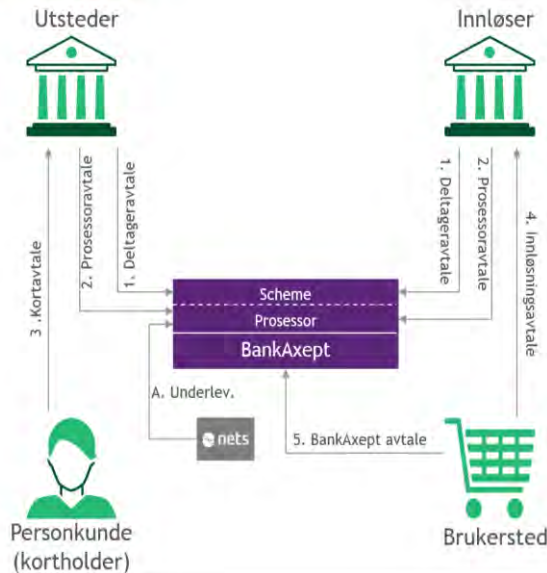 Utsteder
Innløser
3.Kortavtale
2. Prosessoravtale
1. Deltageravtale
1. Deltageravtale
2. Prosessoravtale
4. Innløsningsavtale
Scheme
Prosessor
BankAxept
A. Underlev.
nets
5. BankAxept avtale
Personkunde
(kortholder)
Brukersted